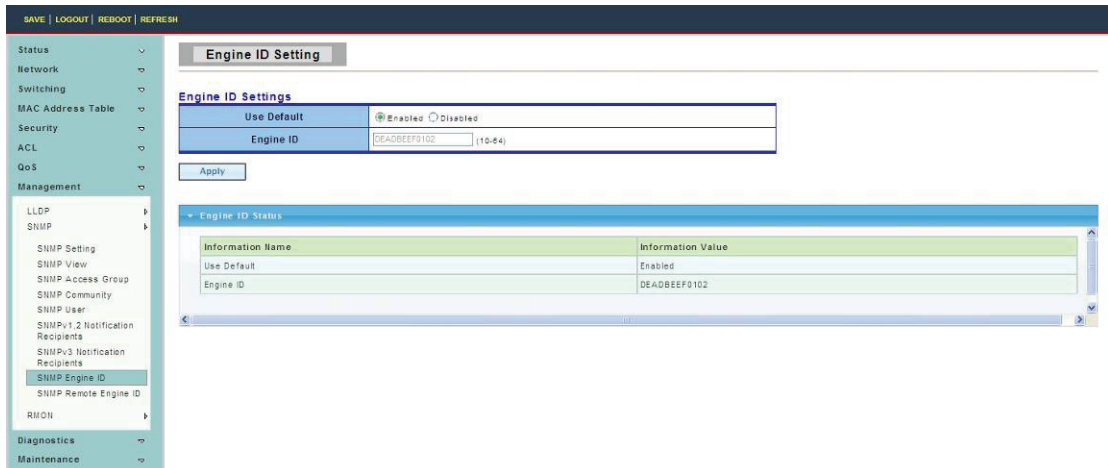 SAVE | LOGOUT | REBOOT | REFRESH
Status
Network
Switching
MAC Address Table
Security
ACL
QoS
Management
LLDP
SNMP
SNMP Setting
SNMP View
SNMP Access Group
SNMP Community
SNMP User
SNMPv1,2 Notification
Recipients
SNMPv3 Notification
Recipients
SNMP Engine ID
SNMP Remote Engine ID
RMON
Diagnostics
Maintenance
Engine ID Setting
Engine ID Settings
Use Default Enabled Disabled
Engine ID DEADBEEF0102 (10-64)
Apply
Engine ID Status
Information Name Information Value
Use Default Enabled
Engine ID DEADBEEF0102